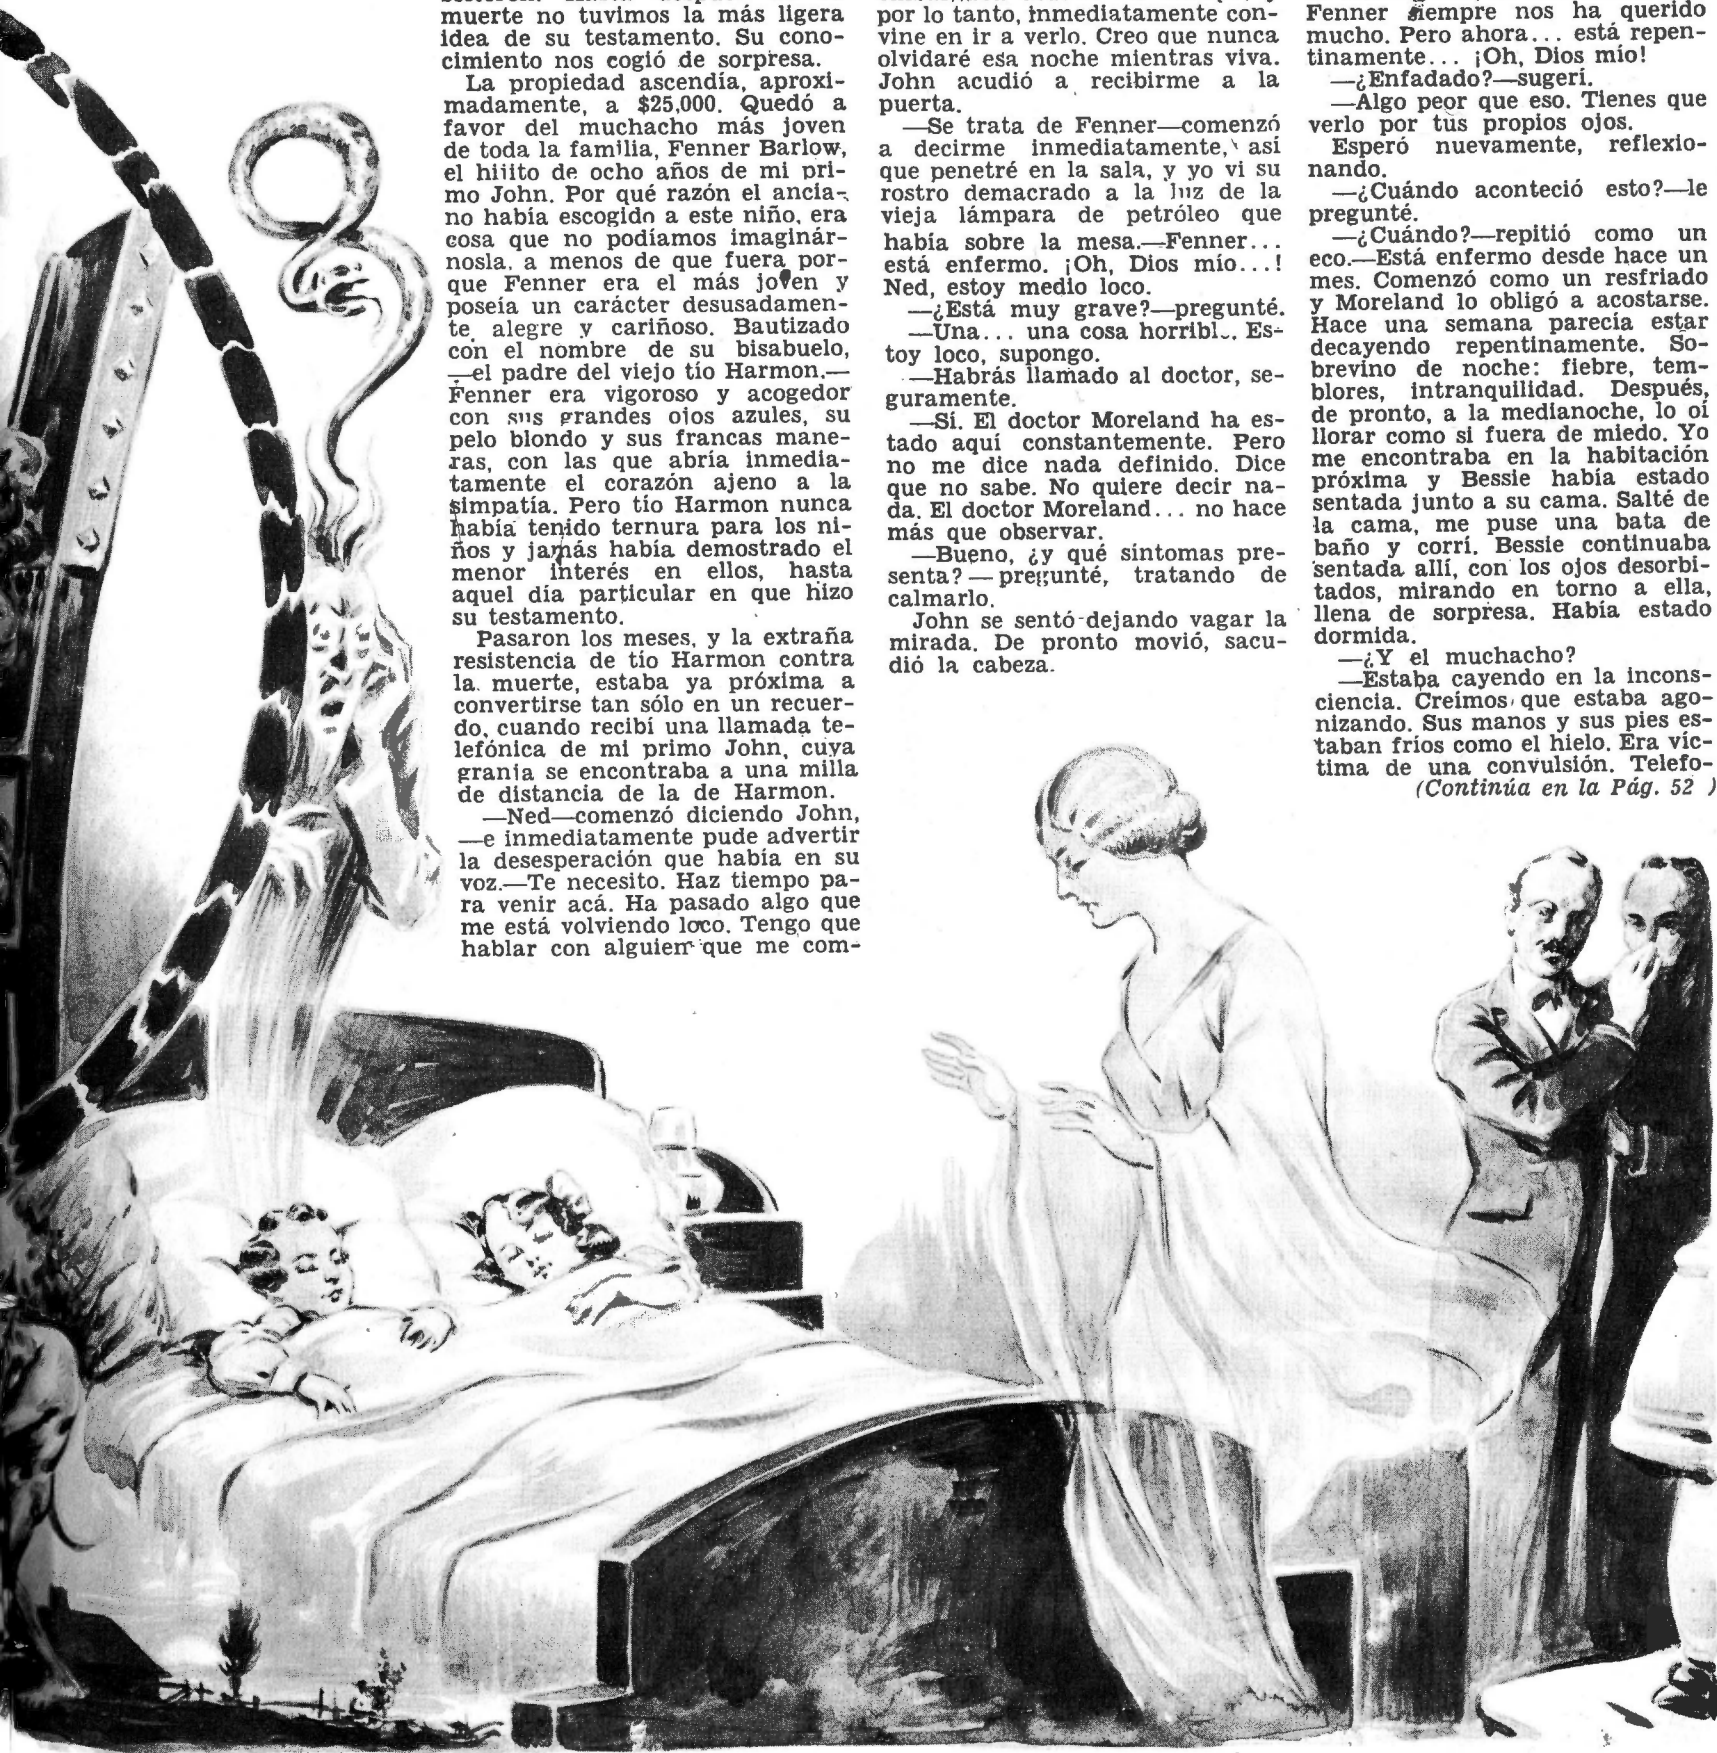 muerte no tuvimos la más ligera
idea de su testamento. Su cono-
cimiento nos cogió de sorpresa.
La propiedad ascendía, aproxi-
madamente, a $25,000. Quedó a
favor del muchacho más joven
de toda la familia, Fenner Barlow,
el hijito de ocho años de mi pri-
mo John. Por qué razón el ancia-
no había escogido a este niño, era
cosa que no podíamos imaginár-
nosla, a menos de que fuera por-
que Fenner era el más joven y
poseía un carácter desusadamen-
te alegre y cariñoso. Bautizado
con el nombre de su bisabuelo,
—el padre del viejo tío Harmon.—
Fenner era vigoroso y acogedor
con sus grandes ojos azules, su
pelo blondo y sus francas mane-
ras, con las que abría inmedia-
tamente el corazón ajeno a la
simpatía. Pero tío Harmon nunca
había tenido ternura para los ni-
ños y jamás había demostrado el
menor interés en ellos, hasta
aquel día particular en que hizo
su testamento.
Pasaron los meses, y la extraña
resistencia de tío Harmon contra
la muerte, estaba ya próxima a
convertirse tan sólo en un recuer-
do, cuando recibí una llamada te-
lefónica de mi primo John, cuya
granja se encontraba a una milla
de distancia de la de Harmon.
—Ned—comenzó diciendo John,
—e inmediatamente pude advertir
la desesperación que había en su
voz.—Te necesito. Haz tiempo pa-
ra venir acá. Ha pasado algo que
me está volviendo loco. Tengo que
hablar con alguien que me com-
por lo tanto, inmediatamente con-
vine en ir a verlo. Creo que nunca
olvidaré esa noche mientras viva.
John acudió a recibirme a la
puerta.
—Se trata de Fenner—comenzó
a decirme inmediatamente, así
que penetré en la sala, y yo vi su
rostro demacrado a la luz de la
vieja lámpara de petróleo que
había sobre la mesa.—Fenner...
está enfermo. ¡Oh, Dios mío...!
Ned, estoy medio loco.
—¿Está muy grave?—pregunté.
—Una... una cosa horrible. Es-
toy loco, supongo.
—Habrás llamado al doctor, se-
guramente.
—Sí. El doctor Moreland ha es-
tado aquí constantemente. Pero
no me dice nada definido. Dice
que no sabe. No quiere decir na-
da. El doctor Moreland... no hace
más que observar.
—Bueno, ¿y qué síntomas pre-
senta? — pregunté, tratando de
calmarlo.
John se sentó dejando vagar la
mirada. De pronto movió, sacu-
dió la cabeza.
Fenner siempre nos ha querido
mucho. Pero ahora... está repen-
tinamente... ¡Oh, Dios mío!
—¿Enfadado?—sugerí.
—Algo peor que eso. Tienes que
verlo por tus propios ojos.
Esperó nuevamente, reflexio-
nando.
—¿Cuándo aconteció esto?—le
pregunté.
—¿Cuándo?—repitió como un
eco.—Está enfermo desde hace un
mes. Comenzó como un resfriado
y Moreland lo obligó a acostarse.
Hace una semana parecía estar
decayendo repentinamente. So-
brevino de noche: fiebre, tem-
blores, intranquilidad. Después,
de pronto, a la medianoche, lo oí
llorar como si fuera de miedo. Yo
me encontraba en la habitación
próxima y Bessie había estado
sentada junto a su cama. Salté de
la cama, me puse una bata de
baño y corrí. Bessie continuaba
sentada allí, con los ojos desorbi-
tados, mirando en torno a ella,
llena de sorpresa. Había estado
dormida.
—¿Y el muchacho?
—Estaba cayendo en la incons-
ciencia. Creímos que estaba ago-
nizando. Sus manos y sus pies es-
taban fríos como el hielo. Era víc-
tima de una convulsión. Telefo-
(Continúa en la Pág. 52 )